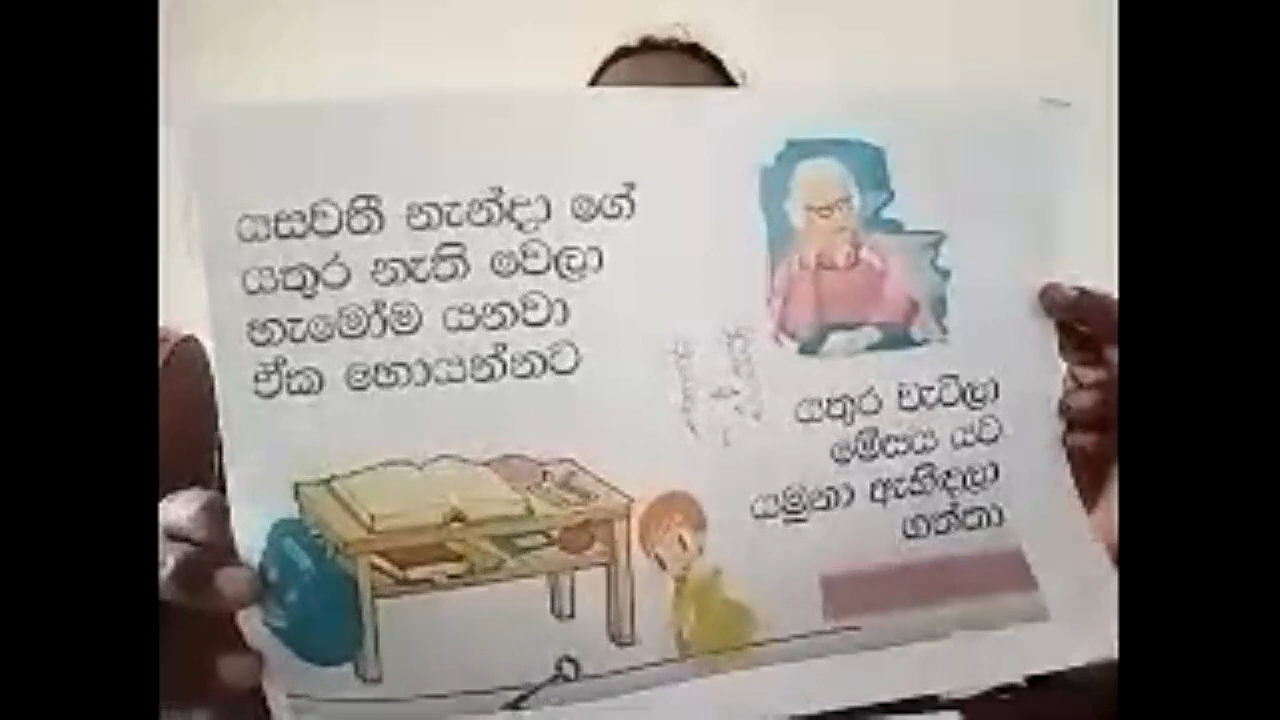 යසවතී නැන්දා ගේ
යතුර නැති වෙලා
හැමෝම යනවා
ඒක හොයන්නට
යතුර වැටිලා
මේසය යට
යමුනා ඇහිඳලා
ගත්තා